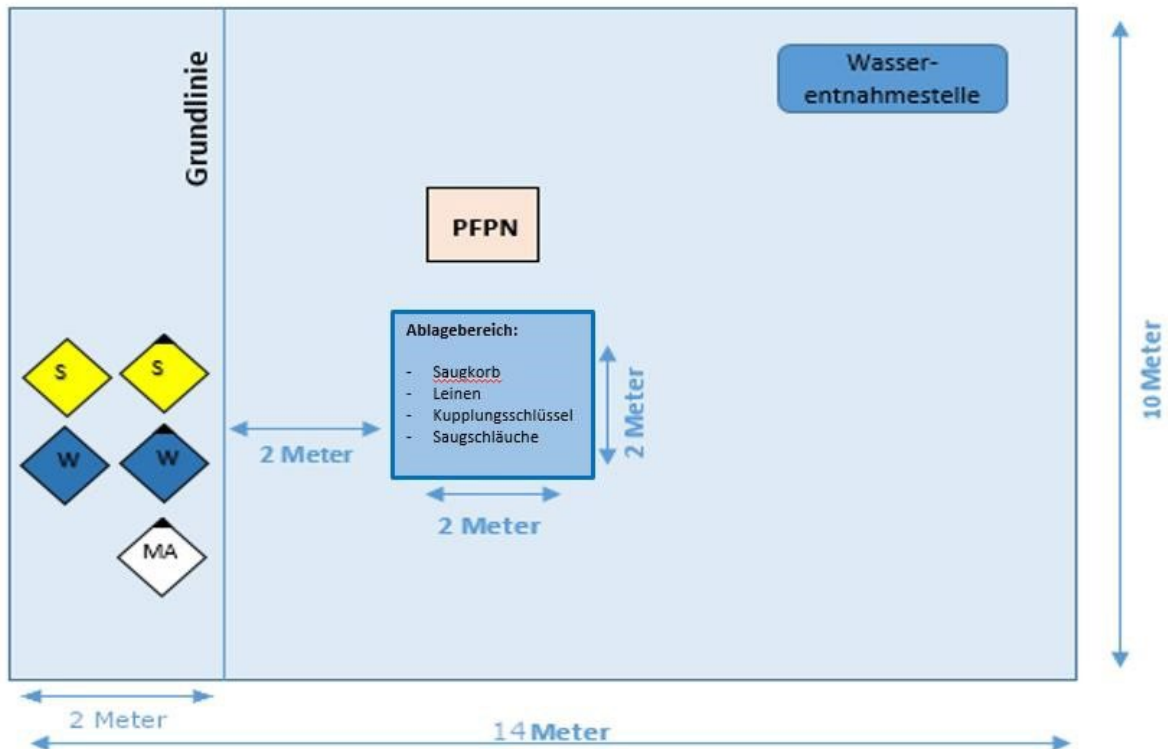 Grundlinie
Wasser-
entnahmestelle
PFPN
Ablagebereich:
- Saugkorb
- Leinen
- Kupplungsschlüssel
- Saugschläuche
S
S
W
W
MA
2 Meter
2 Meter
2 Meter
10 Meter
2 Meter
14 Meter